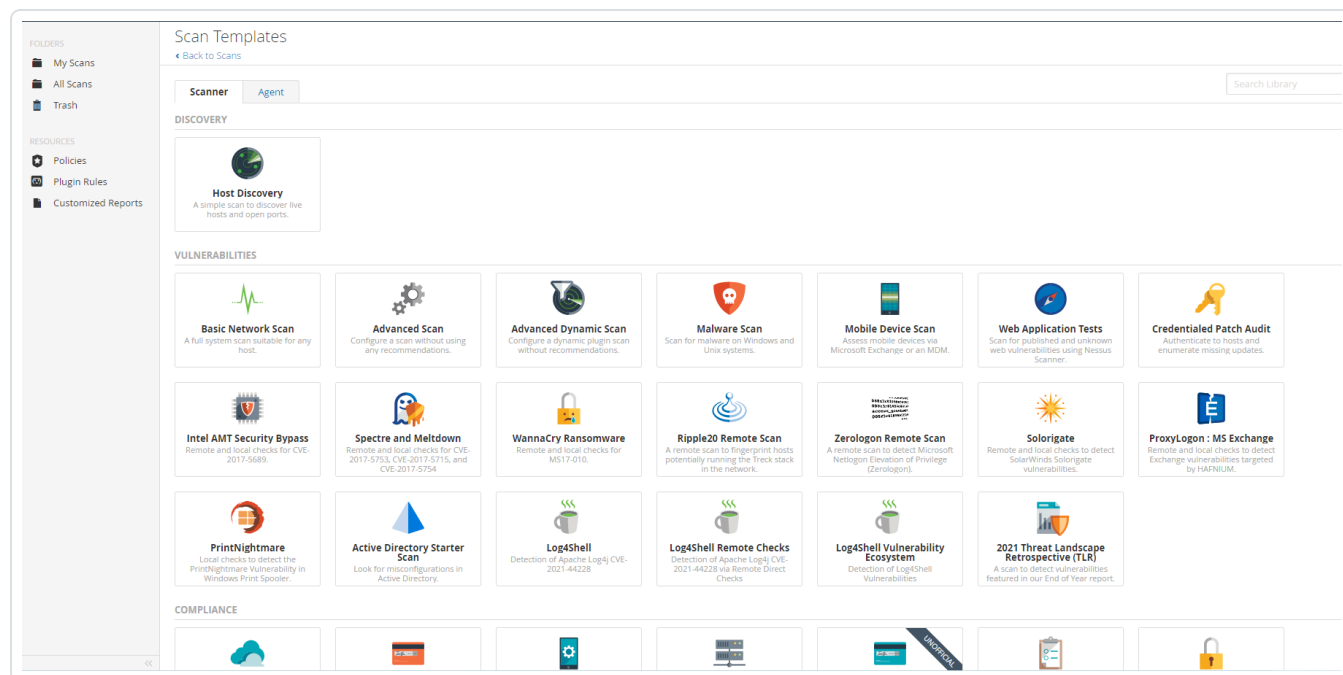 Scan Templates
Back to Scans
FOLDERS
My Scans
All Scans
Trash
RESOURCES
Policies
Plugin Rules
Customized Reports
Scanner
Agent
Search Library
DISCOVERY
Host Discovery
A simple scan to discover live
hosts and open ports.
VULNERABILITIES
Basic Network Scan
A full system scan suitable for any
host.
Advanced Scan
Configure a scan without using
any recommendations.
Advanced Dynamic Scan
Configure a dynamic plugin scan
without recommendations.
Malware Scan
Scan for malware on Windows and
Unix systems.
Mobile Device Scan
Assess mobile devices via
Microsoft Exchange or an MDM.
Web Application Tests
Scan for published and unknown
web vulnerabilities using Nessus
Scanner.
Credentialed Patch Audit
Authenticate to hosts and
enumerate missing updates.
Intel AMT Security Bypass
Remote and local checks for CVE-
2017-5689.
Spectre and Meltdown
Remote and local checks for CVE-
2017-5753, CVE-2017-5715, and
CVE-2017-5754
WannaCry Ransomware
Remote and local checks for
MS17-010.
Ripple20 Remote Scan
A remote scan to fingerprint hosts
potentially running the Treck stack
in the network.
Zerologon Remote Scan
A remote scan to detect Microsoft
Netlogon Elevation of Privilege
(Zerologon).
Solorigate
Remote and local checks to detect
SolarWinds Solorigate
vulnerabilities.
ProxyLogon : MS Exchange
Remote and local checks to detect
Exchange vulnerabilities targeted
by HAFNIUM.
PrintNightmare
Local checks to detect the
PrintNightmare Vulnerability in
Windows Print Spooler.
Active Directory Starter
Scan
Look for misconfigurations in
Active Directory.
Log4Shell
Detection of Apache Log4j CVE-
2021-44228
Log4Shell Remote Checks
Detection of Apache Log4j CVE-
2021-44228 via Remote Direct
Checks
Log4Shell Vulnerability
Ecosystem
Detection of Log4Shell
Vulnerabilities
2021 Threat Landscape
Retrospective (TLR)
A scan to detect vulnerabilities
featured in our End of Year report.
COMPLIANCE
UNOFFICIAL